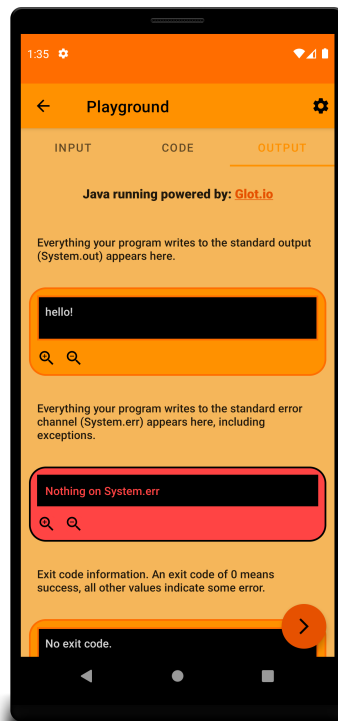 1:35
Playground
INPUT CODE OUTPUT
Java running powered by: Glot.io
Everything your program writes to the standard output
(System.out) appears here.
hello!
Everything your program writes to the standard error
channel (System.err) appears here, including
exceptions.
Nothing on System.err
Exit code information. An exit code of 0 means
success, all other values indicate some error.
No exit code.